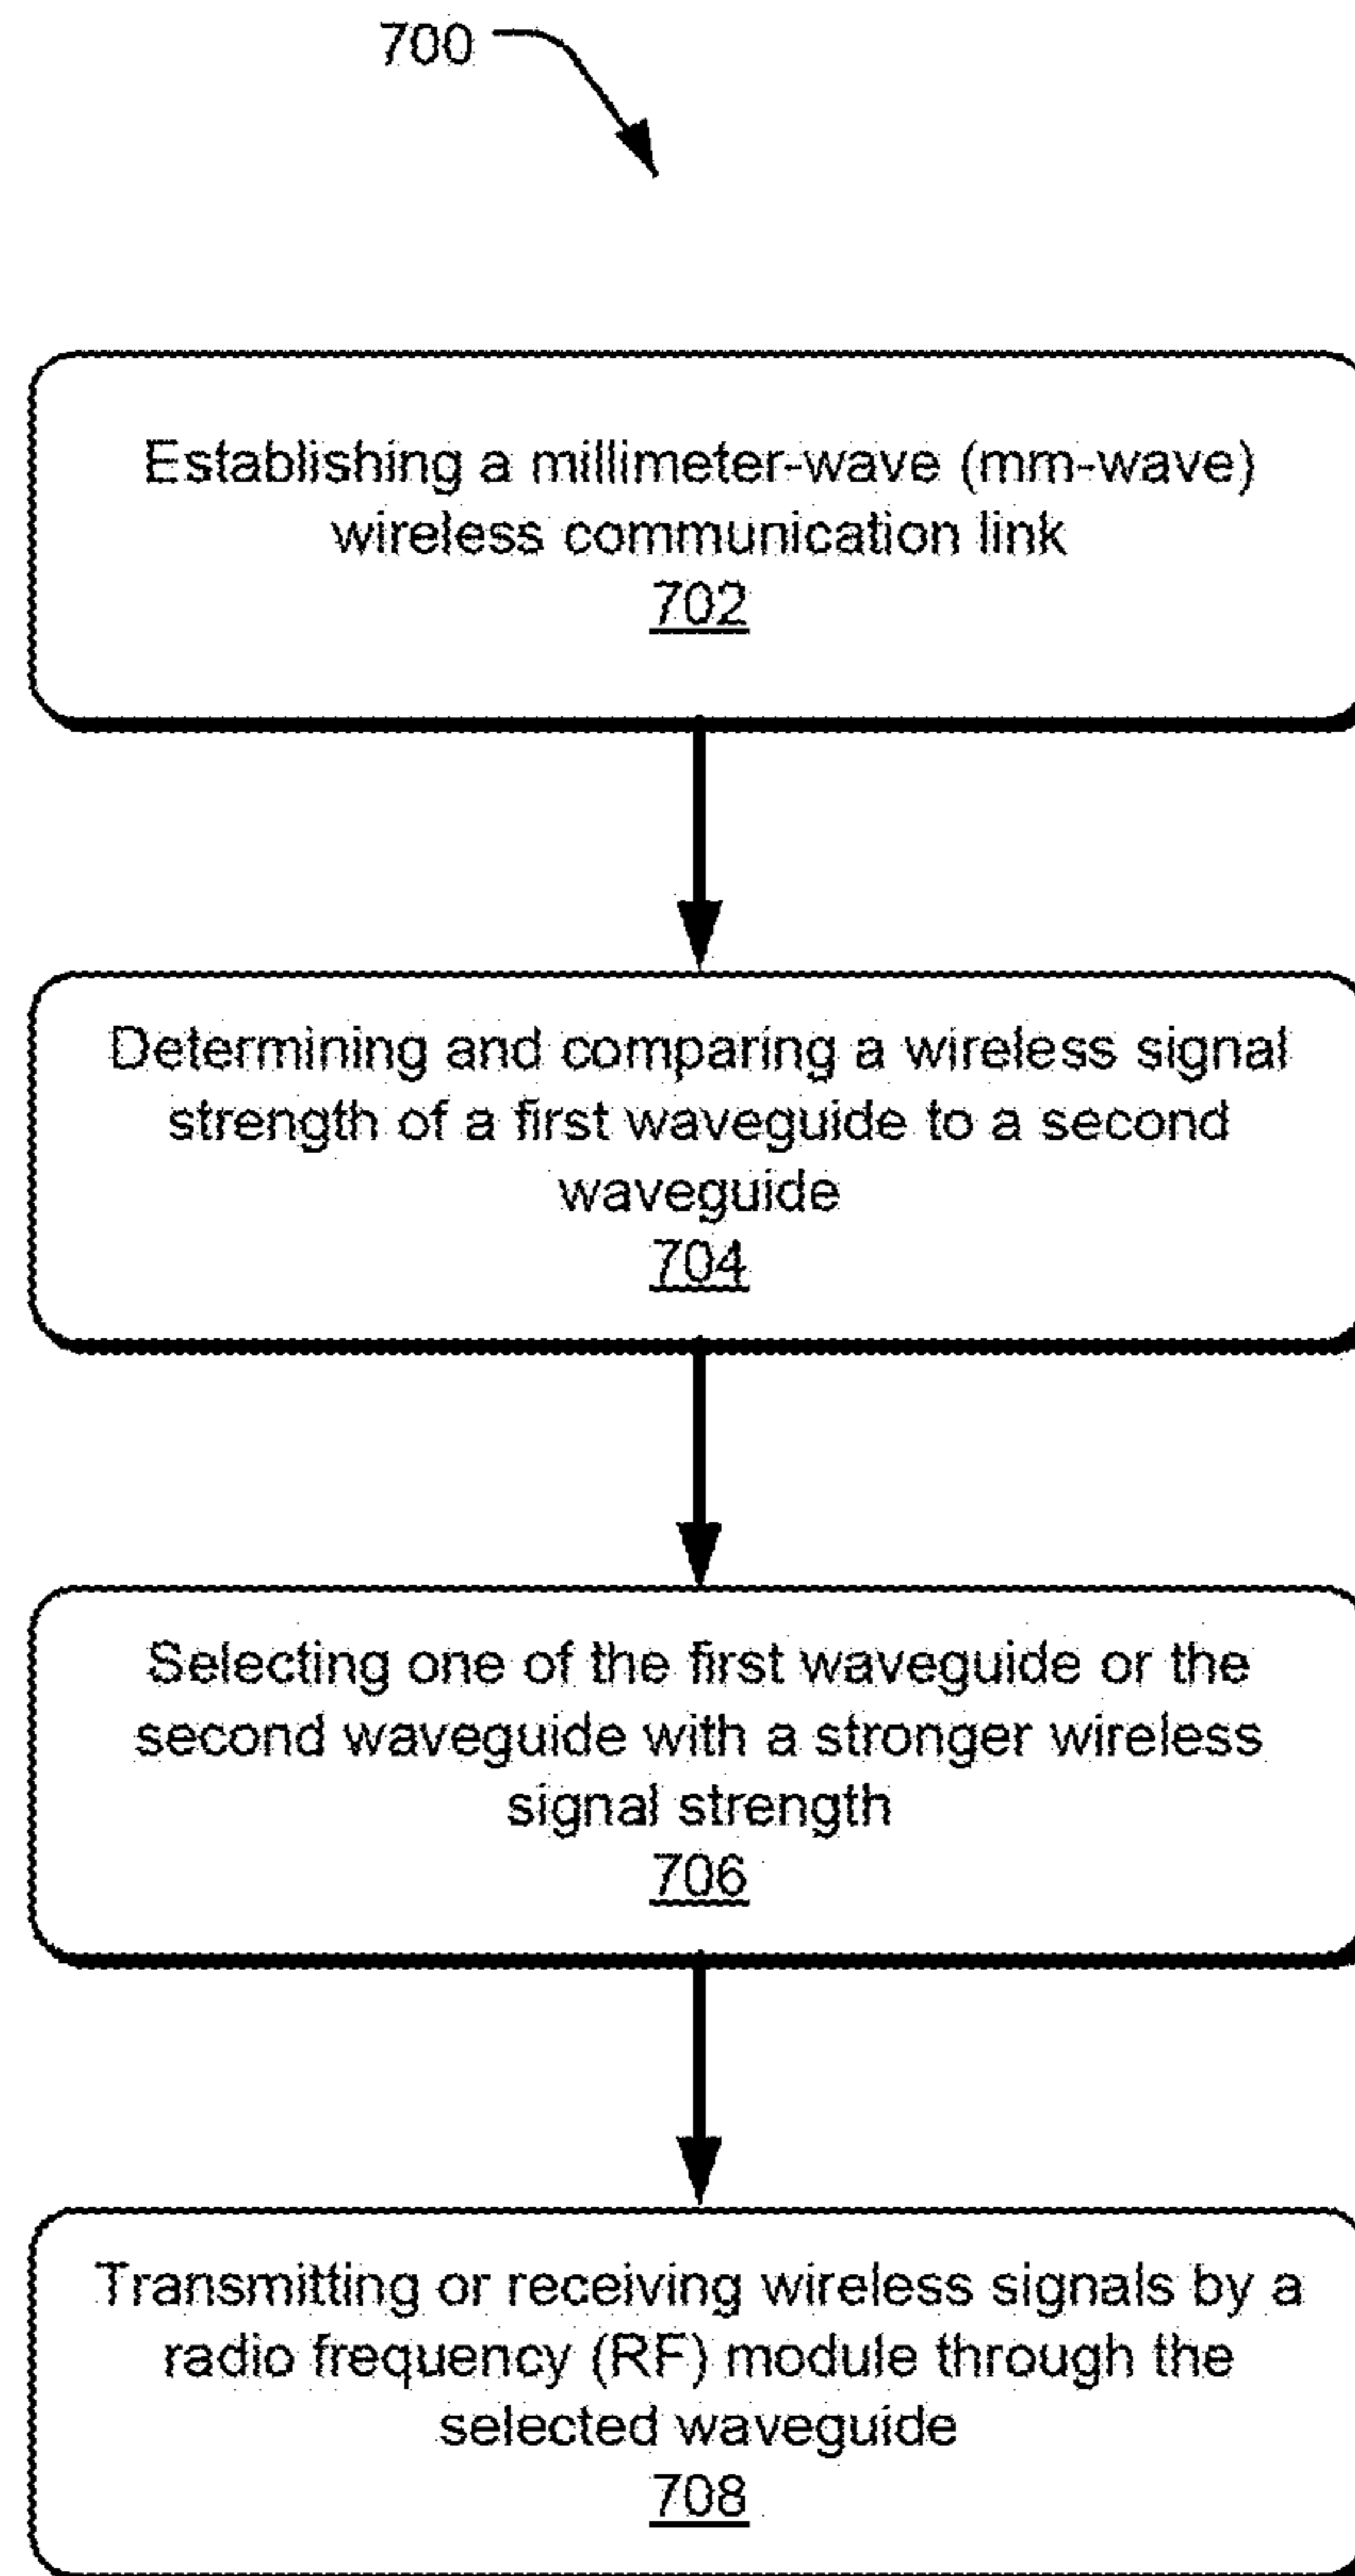 700
Establishing a millimeter-wave (mm-wave)
wireless communication link
702
Determining and comparing a wireless signal
strength of a first waveguide to a second
waveguide
704
Selecting one of the first waveguide or the
second waveguide with a stronger wireless
signal strength
706
Transmitting or receiving wireless signals by a
radio frequency (RF) module through the
selected waveguide
708